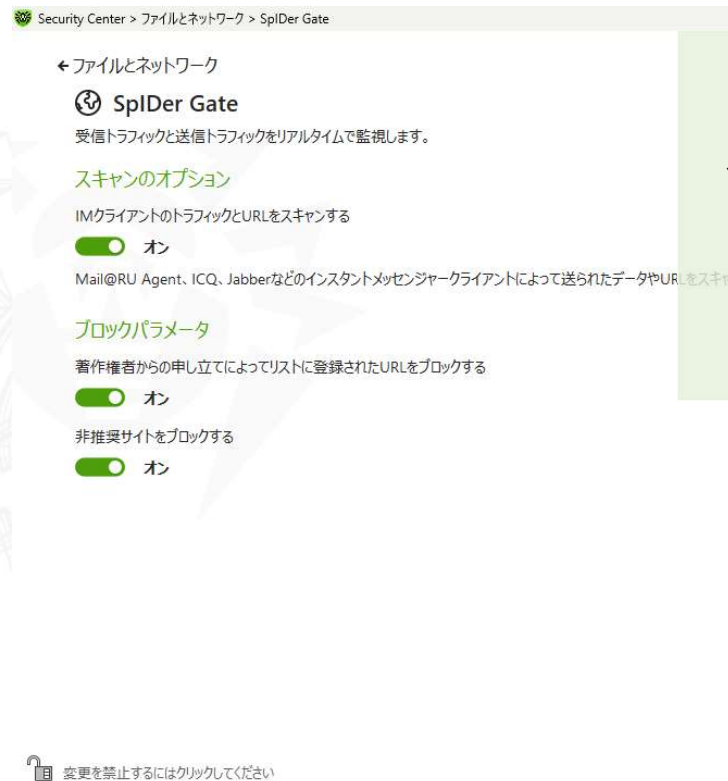 Security Center > ファイルとネットワーク > SpIDer Gate
ファイルとネットワーク
SpIDer Gate
受信トラフィックと送信トラフィックをリアルタイムで監視します。
スキャンのオプション
IMクライアントのトラフィックとURLをスキャンする
オン
Mail@RU Agent、ICQ、Jabberなどのインスタントメッセンジャークライアントによって送られたデータやURLをスキャ
ブロックパラメータ
著作権者からの申し立てによってリストに登録されたURLをブロックする
オン
非推奨サイトをブロックする
オン
変更を禁止するにはクリックしてください